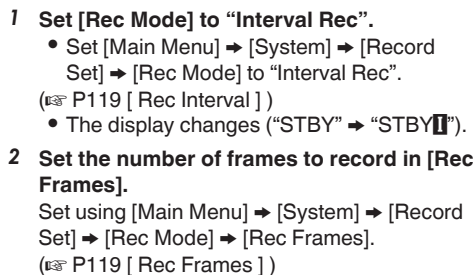 1 Set [Rec Mode] to “Interval Rec”.
• Set [Main Menu] ➔ [System] ➔ [Record
Set] ➔ [Rec Mode] to “Interval Rec”.
(☞ P119 [ Rec Interval ] )
• The display changes (“STBY” ➔ “STBYI”).
2 Set the number of frames to record in [Rec
Frames].
Set using [Main Menu] ➔ [System] ➔ [Record
Set] ➔ [Rec Mode] ➔ [Rec Frames].
(☞ P119 [ Rec Frames ] )